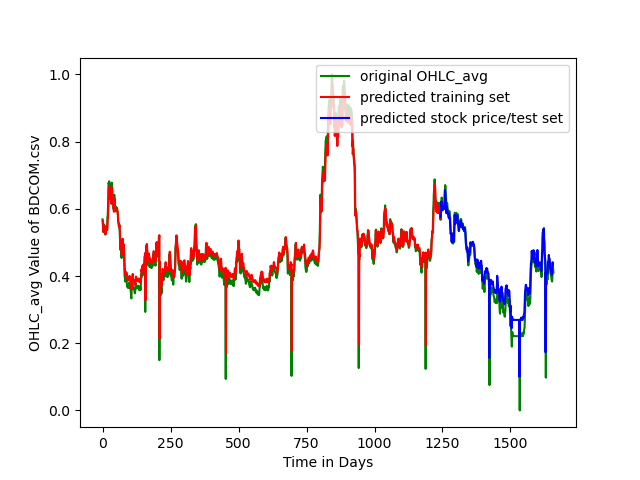 original OHLC_avg
predicted training set
predicted stock price/test set
1.0
0.8
0.6
0.4
0.2
0.0
OHLC_avg Value of BDCOM.csv
0 250 500 750 1000 1250 1500
Time in Days